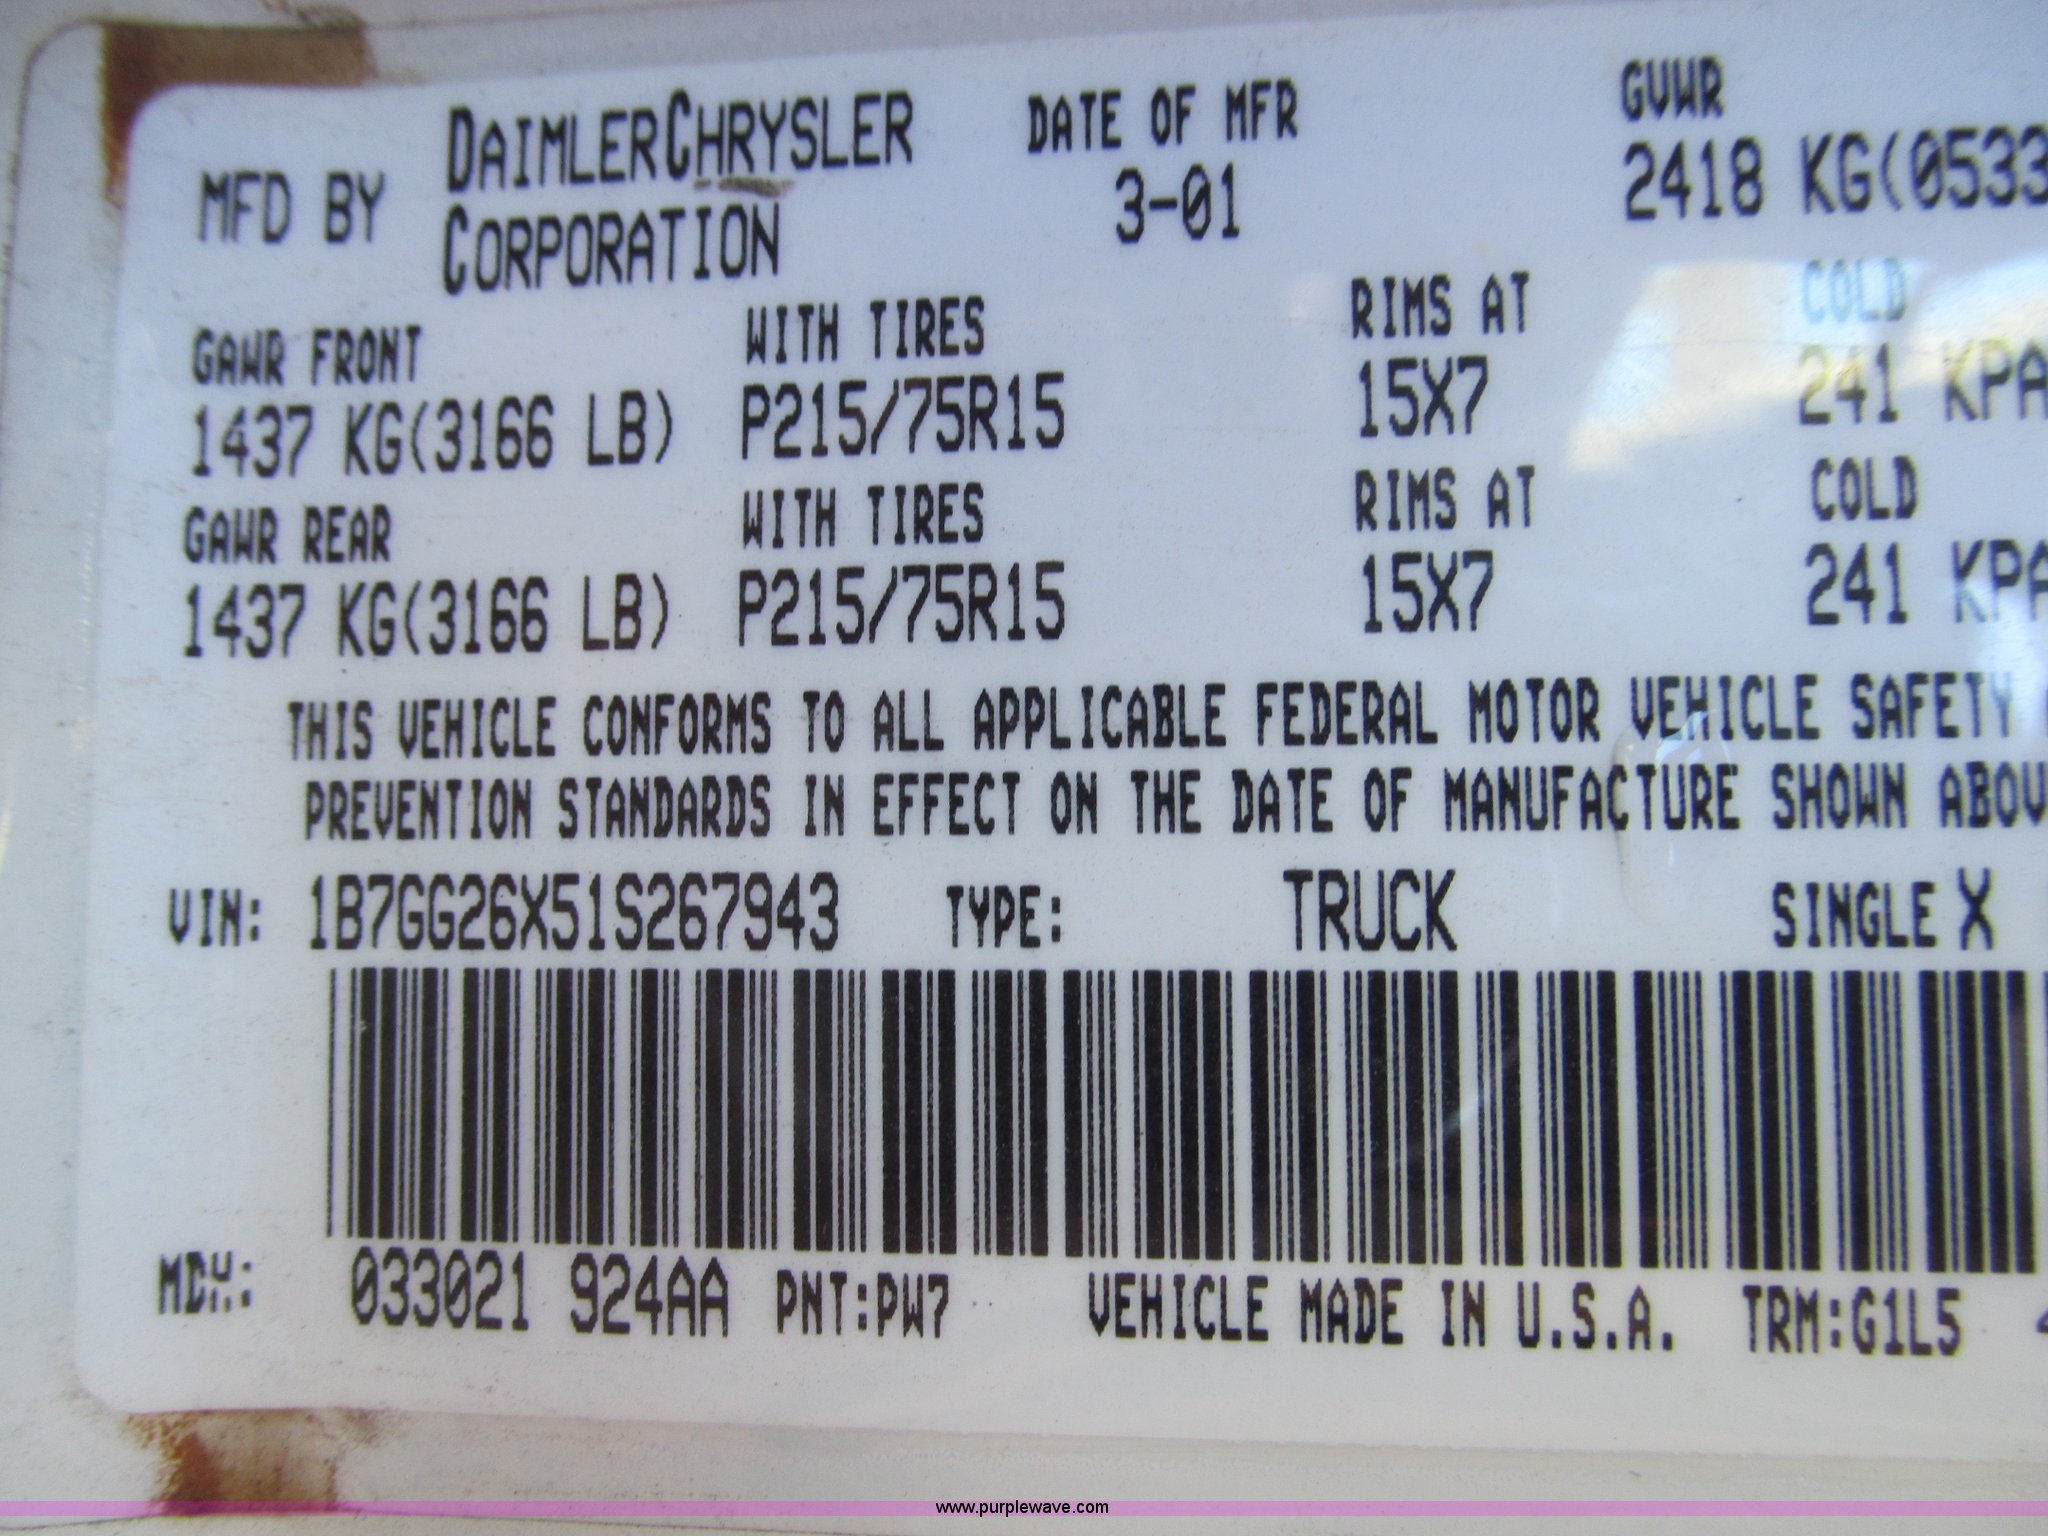 MFD BY DAIMLERCHRYSLER CORPORATION DATE OF MFR 3-01 GVWR 2418 KG(0533
GAWR FRONT WITH TIRES RIMS AT COLD
1437 KG(3166 LB) P215/75R15 15X7 241 KPA
GAWR REAR WITH TIRES RIMS AT COLD
1437 KG(3166 LB) P215/75R15 15X7 241 KPA
THIS VEHICLE CONFORMS TO ALL APPLICABLE FEDERAL MOTOR VEHICLE SAFETY
PREVENTION STANDARDS IN EFFECT ON THE DATE OF MANUFACTURE SHOWN ABOV
VIN: 1B7GG26X51S267943 TYPE: TRUCK SINGLE X
MDH: 033021 924AA PNT:PW7 VEHICLE MADE IN U.S.A. TRM:G1L5
www.purplewave.com